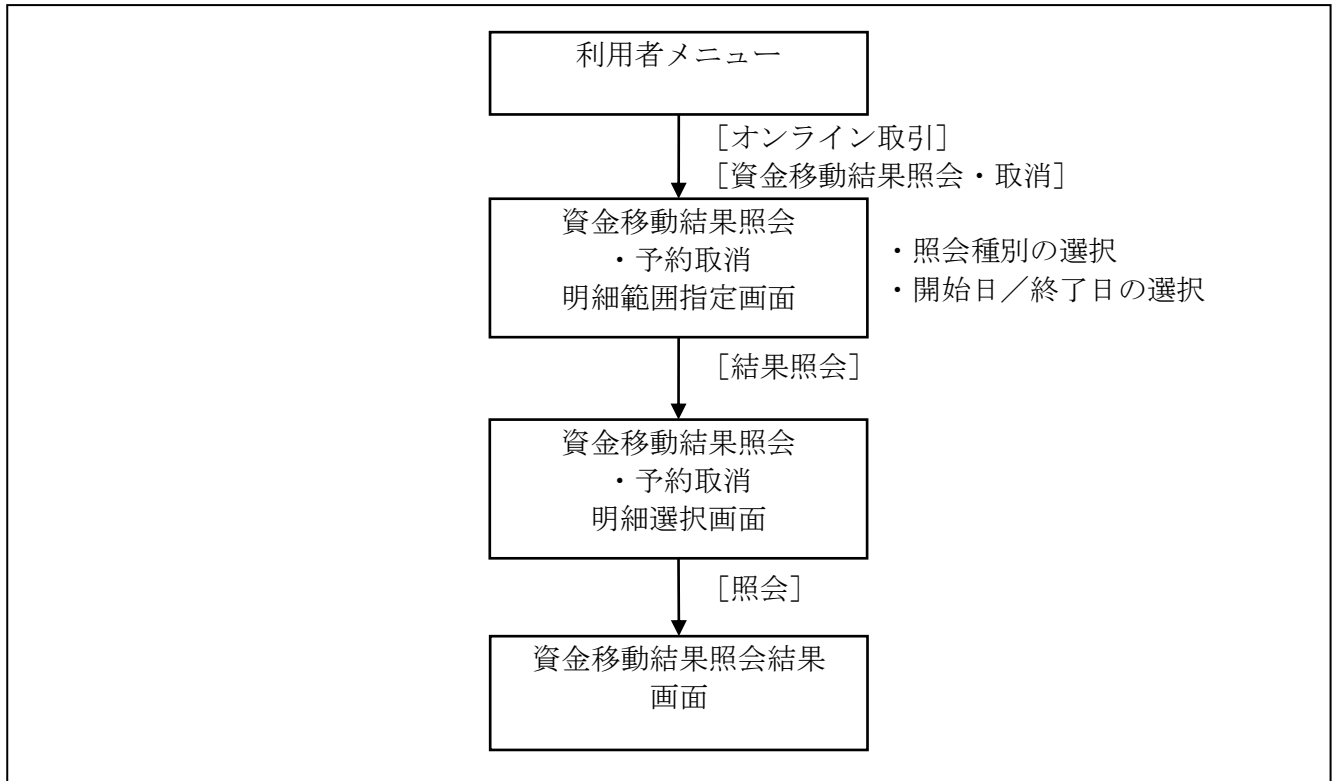 利用者メニュー
［オンライン取引］
［資金移動結果照会・取消］
資金移動結果照会
・予約取消
明細範囲指定画面
・照会種別の選択
・開始日／終了日の選択
［結果照会］
資金移動結果照会
・予約取消
明細選択画面
［照会］
資金移動結果照会結果
画面